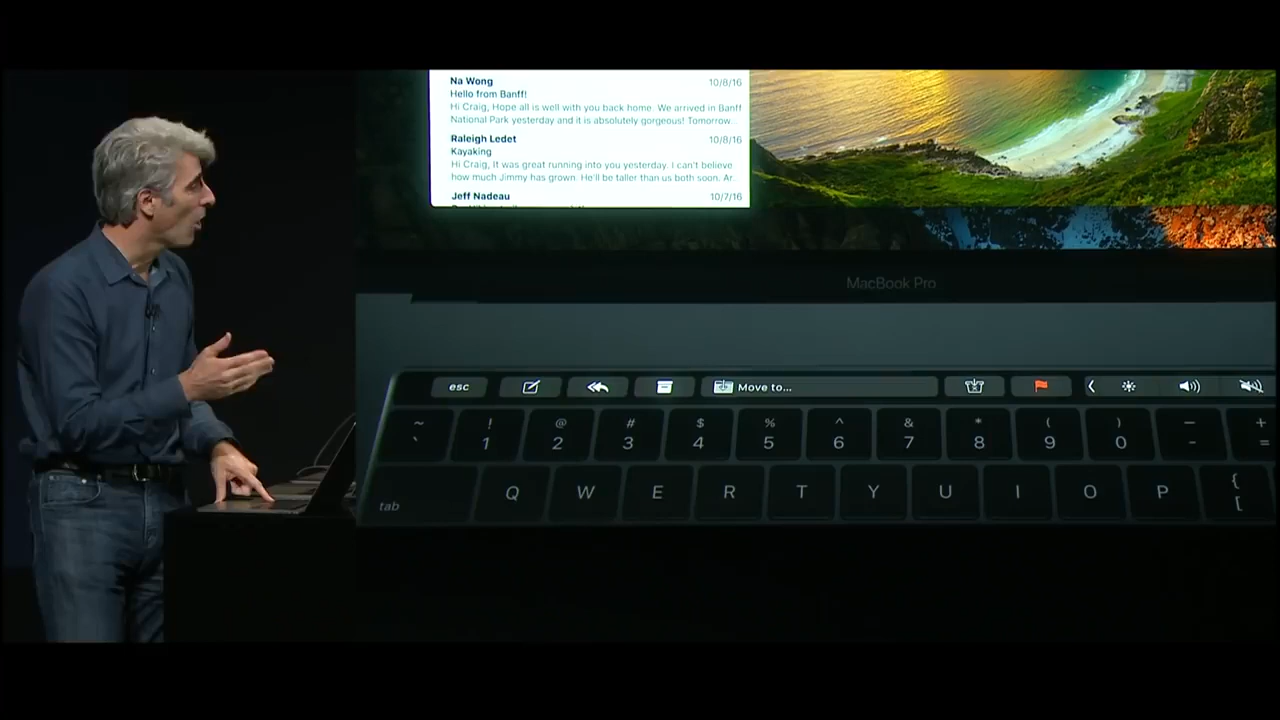 Na Wong 10/8/16
Hello from Banff!
Hi Craig, Hope all is well with you back home. We arrived in Banff
National Park yesterday and it is absolutely gorgeous! Tomorrow...
Raleigh Ledet 10/8/16
Kayaking
Hi Craig, It was great running into you yesterday. I can't believe
how much Jimmy has grown. He'll be taller than us both soon. Ar...
Jeff Nadeau 10/7/16
MacBook Pro
esc Move to...
~ ! @ # $ % ^ & * ( ) — +
` 1 2 3 4 5 6 7 8 9 0 - =
tab Q W E R T Y U I O P { [